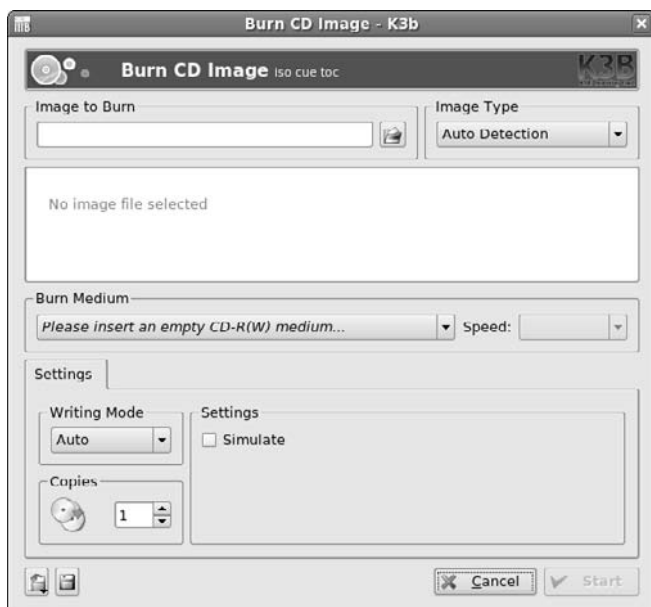 Burn CD Image - K3b
Burn CD Image iso cue toc
K3B
Image to Burn
Image Type
Auto Detection
No image file selected
Burn Medium
Please insert an empty CD-R(W) medium...
Speed:
Settings
Writing Mode
Settings
Auto
Simulate
Copies
1
Cancel
Start